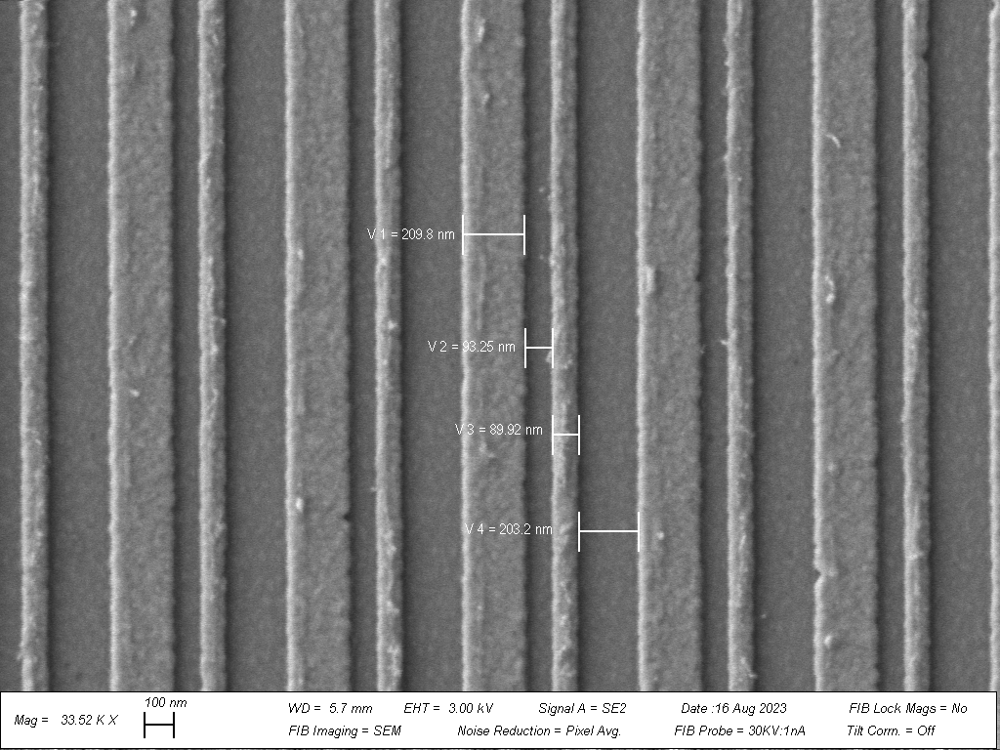 V 1 = 209.8 nm
V 2 = 93.25 nm
V 3 = 89.92 nm
V 4 = 203.2 nm
100 nm
Mag = 33.52 K X
WD = 5.7 mm EHT = 3.00 kV Signal A = SE2 Date :16 Aug 2023 FIB Lock Mags = No
FIB Imaging = SEM Noise Reduction = Pixel Avg. FIB Probe = 30KV:1nA Tilt Corrn. = Off